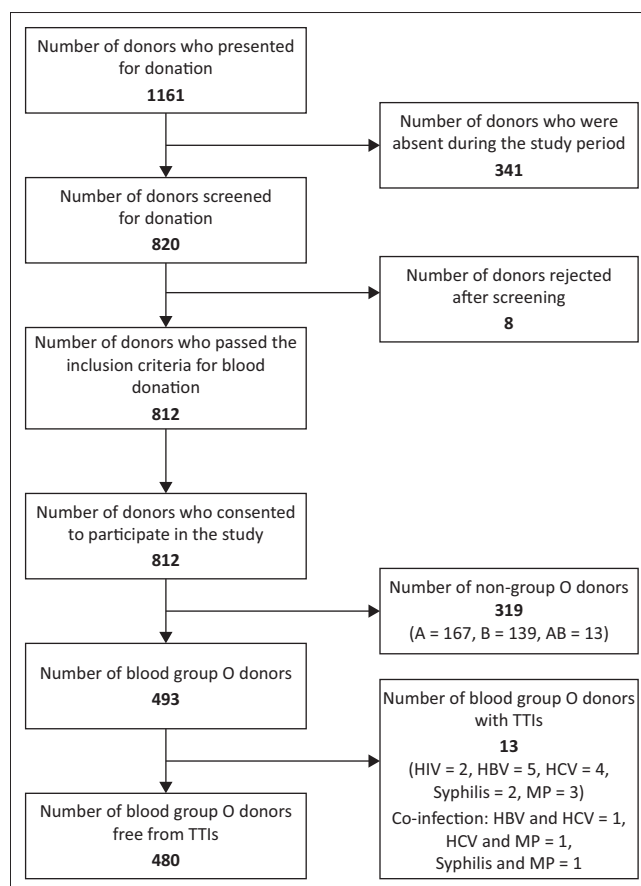 Number of donors who presented
for donation
1161
Number of donors who were
absent during the study period
341
Number of donors screened
for donation
820
Number of donors rejected
after screening
8
Number of donors who passed the
inclusion criteria for blood
donation
812
Number of donors who consented
to participate in the study
812
Number of non-group O donors
319
(A = 167, B = 139, AB = 13)
Number of blood group O donors
493
Number of blood group O donors
with TTIs
13
(HIV = 2, HBV = 5, HCV = 4,
Syphilis = 2, MP = 3)
Co-infection: HBV and HCV = 1,
HCV and MP = 1,
Syphilis and MP = 1
Number of blood group O donors
free from TTIs
480